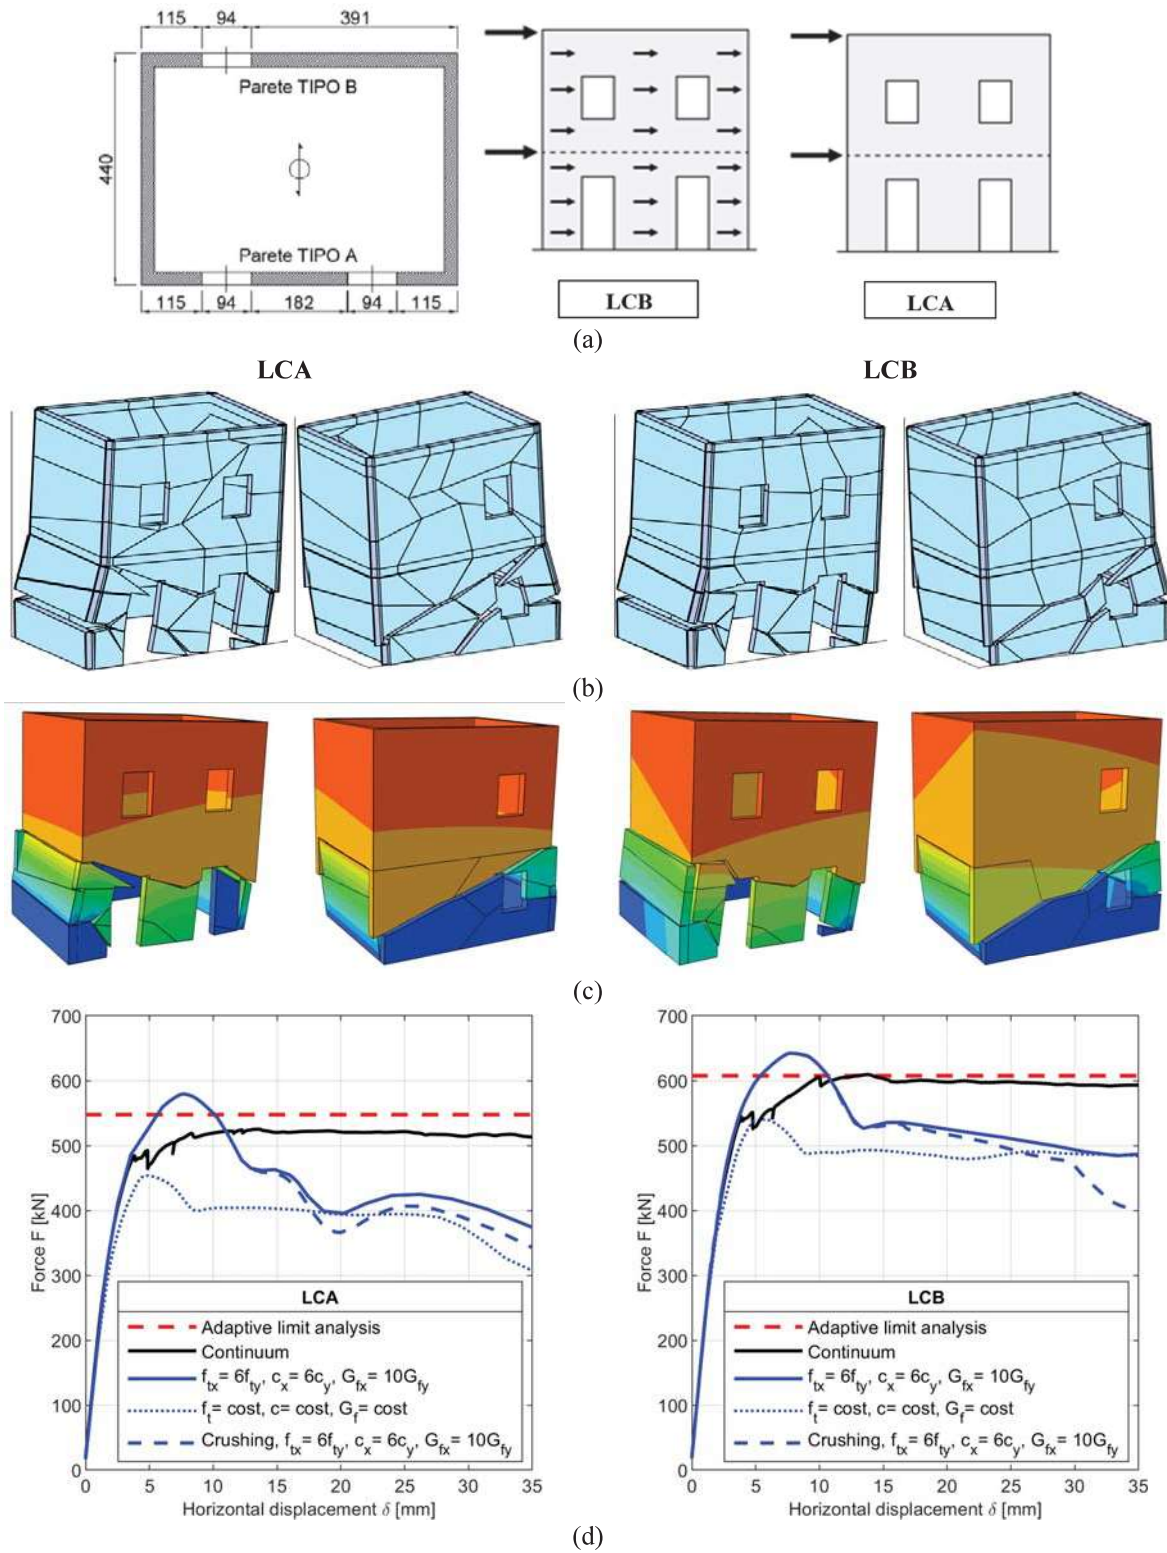 115 94 391
Parete TIPO B
440
Parete TIPO A
115 94 182 94 115
LCB
LCA
(a)
LCA LCB
(b)
(c)
700
600
500
400
300
200
100
0
Force F [kN]
LCA
Adaptive limit analysis
Continuum
f_tx= 6f_ty, c_x= 6c_y, G_fx= 10G_fy
f_t= cost, c= cost, G_f= cost
Crushing, f_tx= 6f_ty, c_x= 6c_y, G_fx= 10G_fy
0 5 10 15 20 25 30 35
Horizontal displacement δ [mm]
700
600
500
400
300
200
100
0
Force F [kN]
LCB
Adaptive limit analysis
Continuum
f_tx= 6f_ty, c_x= 6c_y, G_fx= 10G_fy
f_t= cost, c= cost, G_f= cost
Crushing, f_tx= 6f_ty, c_x= 6c_y, G_fx= 10G_fy
0 5 10 15 20 25 30 35
Horizontal displacement δ [mm]
(d)